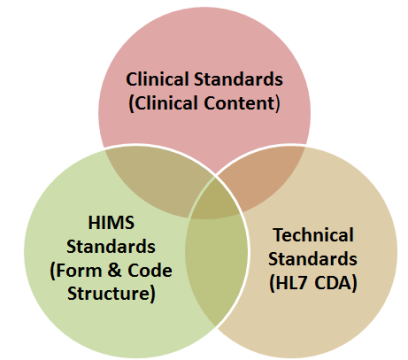 Clinical Standards
(Clinical Content)
HIMS
Standards
(Form & Code
Structure)
Technical
Standards
(HL7 CDA)